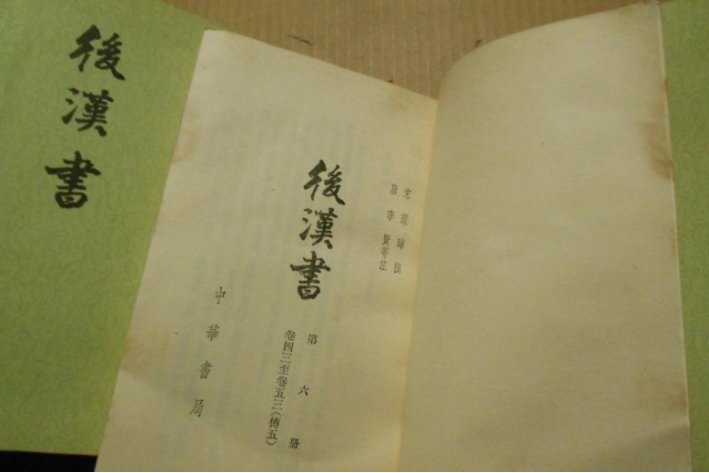 後漢書
宋 范曄 撰
唐 李賢等注
後漢書
第六册
卷四三至卷五三(傳五)
中華書局